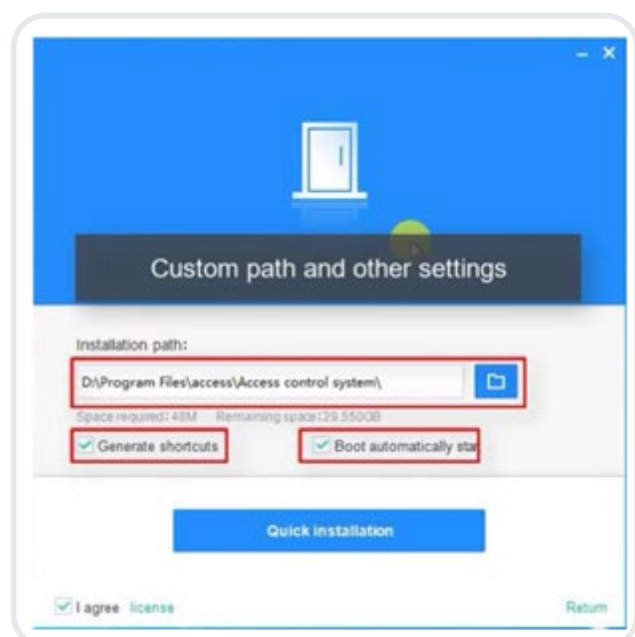 Custom path and other settings
Installation path:
D:\Program Files\access\Access control system\
Space required: 48M Remaining space: 29.550GB
Generate shortcuts Boot automatically star
Quick installation
I agree license Return